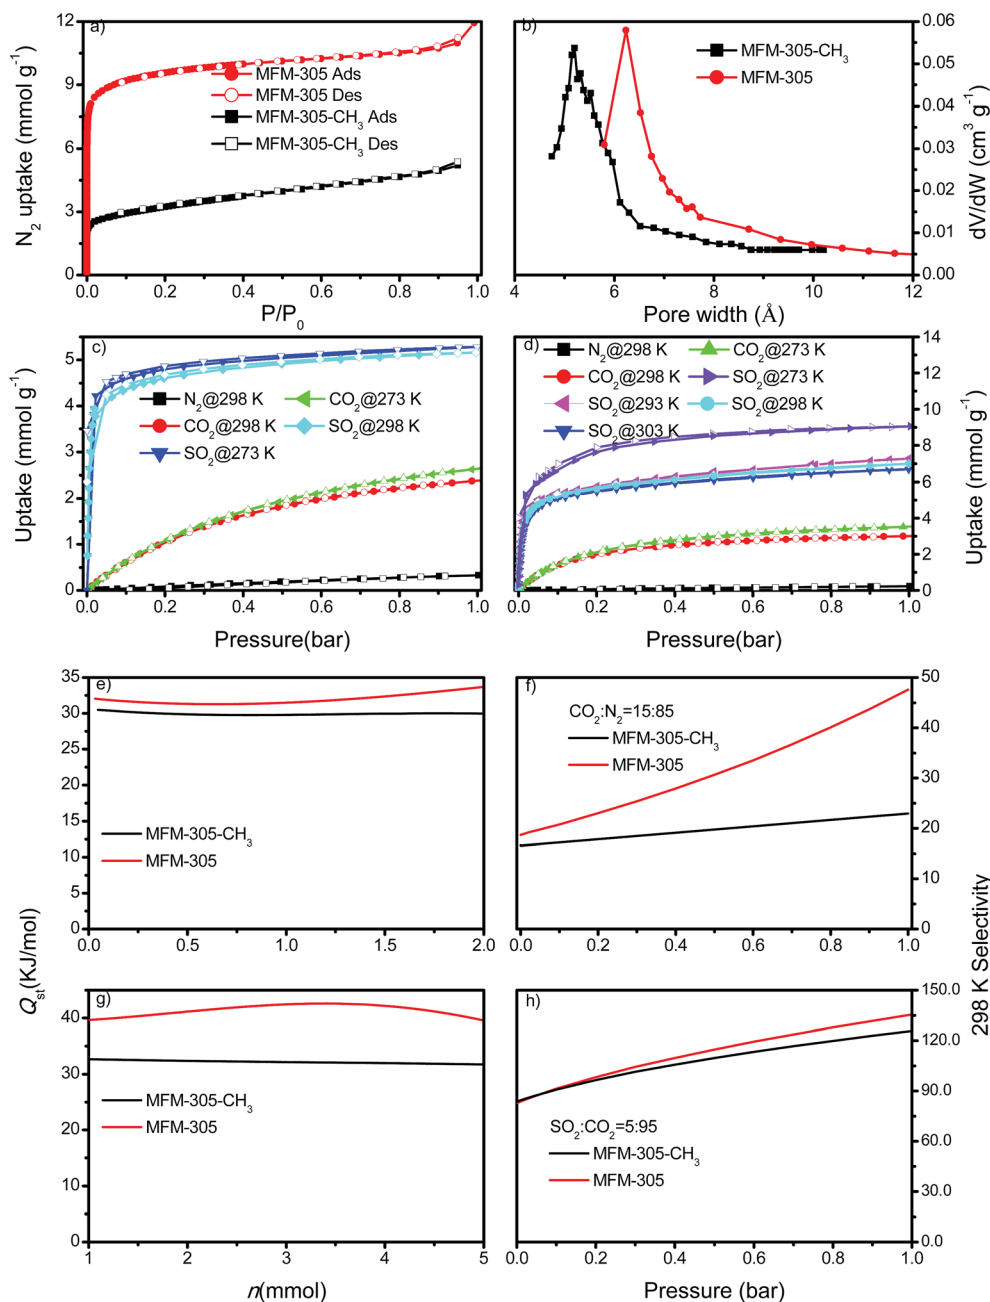 a)
12
9
6
3
0
N₂ uptake (mmol g⁻¹)
MFM-305 Ads
MFM-305 Des
MFM-305-CH₃ Ads
MFM-305-CH₃ Des
0.0 0.2 0.4 0.6 0.8 1.0
P/P₀
b)
MFM-305-CH₃
MFM-305
0.06
0.05
0.04
0.03
0.02
0.01
0.00
dV/dW (cm³ g⁻¹)
4 6 8 10 12
Pore width (Å)
c)
5
4
3
2
1
0
Uptake (mmol g⁻¹)
N₂@298 K
CO₂@273 K
CO₂@298 K
SO₂@298 K
SO₂@273 K
0.0 0.2 0.4 0.6 0.8 1.0
Pressure(bar)
d)
N₂@298 K
CO₂@273 K
CO₂@298 K
SO₂@273 K
SO₂@293 K
SO₂@298 K
SO₂@303 K
14
12
10
8
6
4
2
0
Uptake (mmol g⁻¹)
0.0 0.2 0.4 0.6 0.8 1.0
Pressure(bar)
e)
35
30
25
20
15
10
5
0
MFM-305-CH₃
MFM-305
0.0 0.5 1.0 1.5 2.0
f)
CO₂:N₂=15:85
MFM-305-CH₃
MFM-305
50
40
30
20
10
0
0.0 0.2 0.4 0.6 0.8 1.0
Qst(KJ/mol)
298 K Selectivity
g)
40
30
20
10
0
MFM-305-CH₃
MFM-305
1 2 3 4 5
n(mmol)
h)
SO₂:CO₂=5:95
MFM-305-CH₃
MFM-305
150.0
120.0
90.0
60.0
30.0
0.0
0.0 0.2 0.4 0.6 0.8 1.0
Pressure (bar)